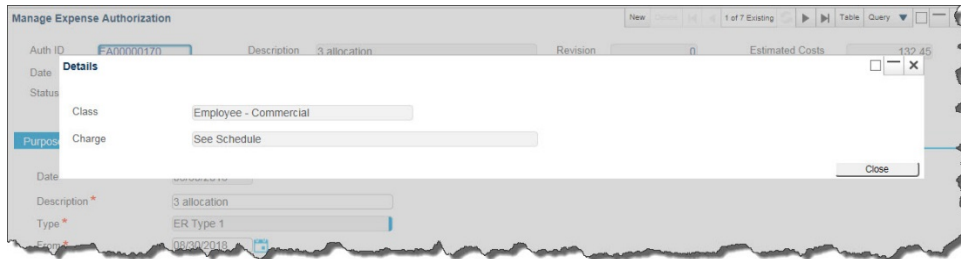 Manage Expense Authorization New 1 of 7 Existing Table Query
Auth ID EA00000170 Description 3 allocation Revision 0 Estimated Costs 132.45
Date Details
Status
Class Employee - Commercial
Purpose Charge See Schedule
Close
Date
Description * 3 allocation
Type * ER Type 1
From * 08/30/2018